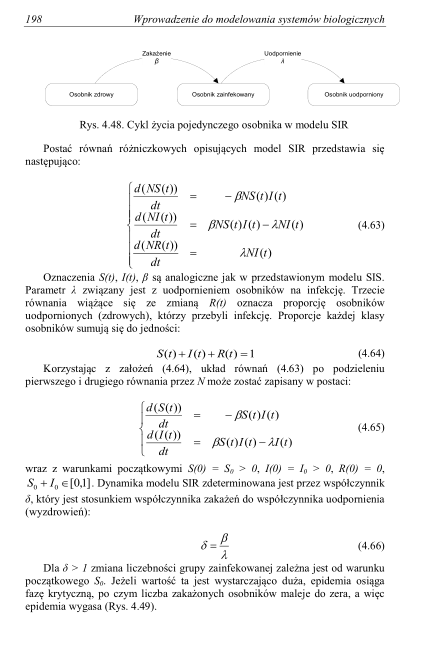 198 Wprowadzenie do modelowania systemów biologicznych
Zakażenie Uodpornienie
β λ
Osobnik zdrowy Osobnik zainfekowany Osobnik uodporniony
Rys. 4.48. Cykl życia pojedynczego osobnika w modelu SIR
Postać równań różniczkowych opisujących model SIR przedstawia się
następująco:
d(NS(t))/dt = − βNS(t)I(t)
d(NI(t))/dt = βNS(t)I(t) − λNI(t) (4.63)
d(NR(t))/dt = λNI(t)
Oznaczenia S(t), I(t), β są analogiczne jak w przedstawionym modelu SIS.
Parametr λ związany jest z uodpornieniem osobników na infekcję. Trzecie
równania wiążące się ze zmianą R(t) oznacza proporcję osobników
uodpornionych (zdrowych), którzy przebyli infekcję. Proporcje każdej klasy
osobników sumują się do jedności:
S(t) + I(t) + R(t) = 1 (4.64)
Korzystając z założeń (4.64), układ równań (4.63) po podzieleniu
pierwszego i drugiego równania przez N może zostać zapisany w postaci:
d(S(t))/dt = − βS(t)I(t)
d(I(t))/dt = βS(t)I(t) − λI(t) (4.65)
wraz z warunkami początkowymi S(0) = S₀ > 0, I(0) = I₀ > 0, R(0) = 0,
S₀ + I₀ ∈ [0,1]. Dynamika modelu SIR zdeterminowana jest przez współczynnik
δ, który jest stosunkiem współczynnika zakażeń do współczynnika uodpornienia
(wyzdrowień):
δ = β/λ (4.66)
Dla δ > 1 zmiana liczebności grupy zainfekowanej zależna jest od warunku
początkowego S₀. Jeżeli wartość ta jest wystarczająco duża, epidemia osiąga
fazę krytyczną, po czym liczba zakażonych osobników maleje do zera, a więc
epidemia wygasa (Rys. 4.49).